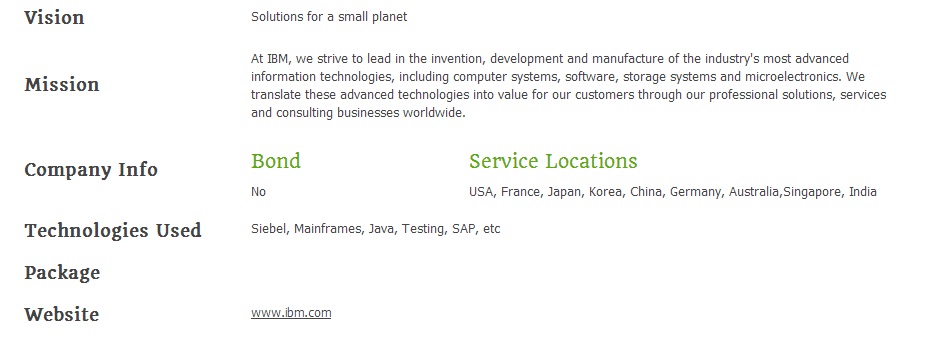 Vision
Solutions for a small planet
Mission
At IBM, we strive to lead in the invention, development and manufacture of the industry's most advanced
information technologies, including computer systems, software, storage systems and microelectronics. We
translate these advanced technologies into value for our customers through our professional solutions, services
and consulting businesses worldwide.
Company Info
Bond
Service Locations
No
USA, France, Japan, Korea, China, Germany, Australia,Singapore, India
Technologies Used
Siebel, Mainframes, Java, Testing, SAP, etc
Package
Website
www.ibm.com